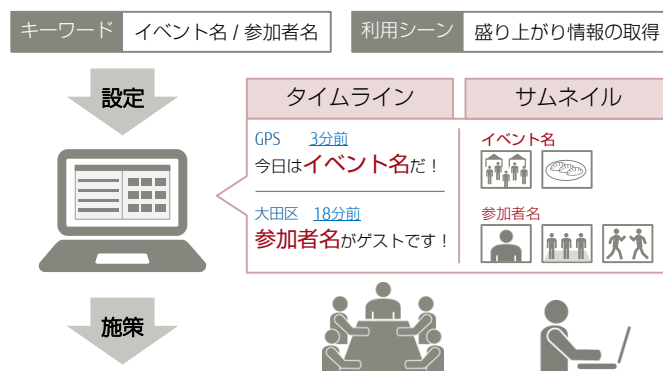 キーワード イベント名 / 参加者名 利用シーン 盛り上がり情報の取得
設定
タイムライン サムネイル
GPS 3分前
今日はイベント名だ！
大田区 18分前
参加者名がゲストです！
イベント名
参加者名
施策